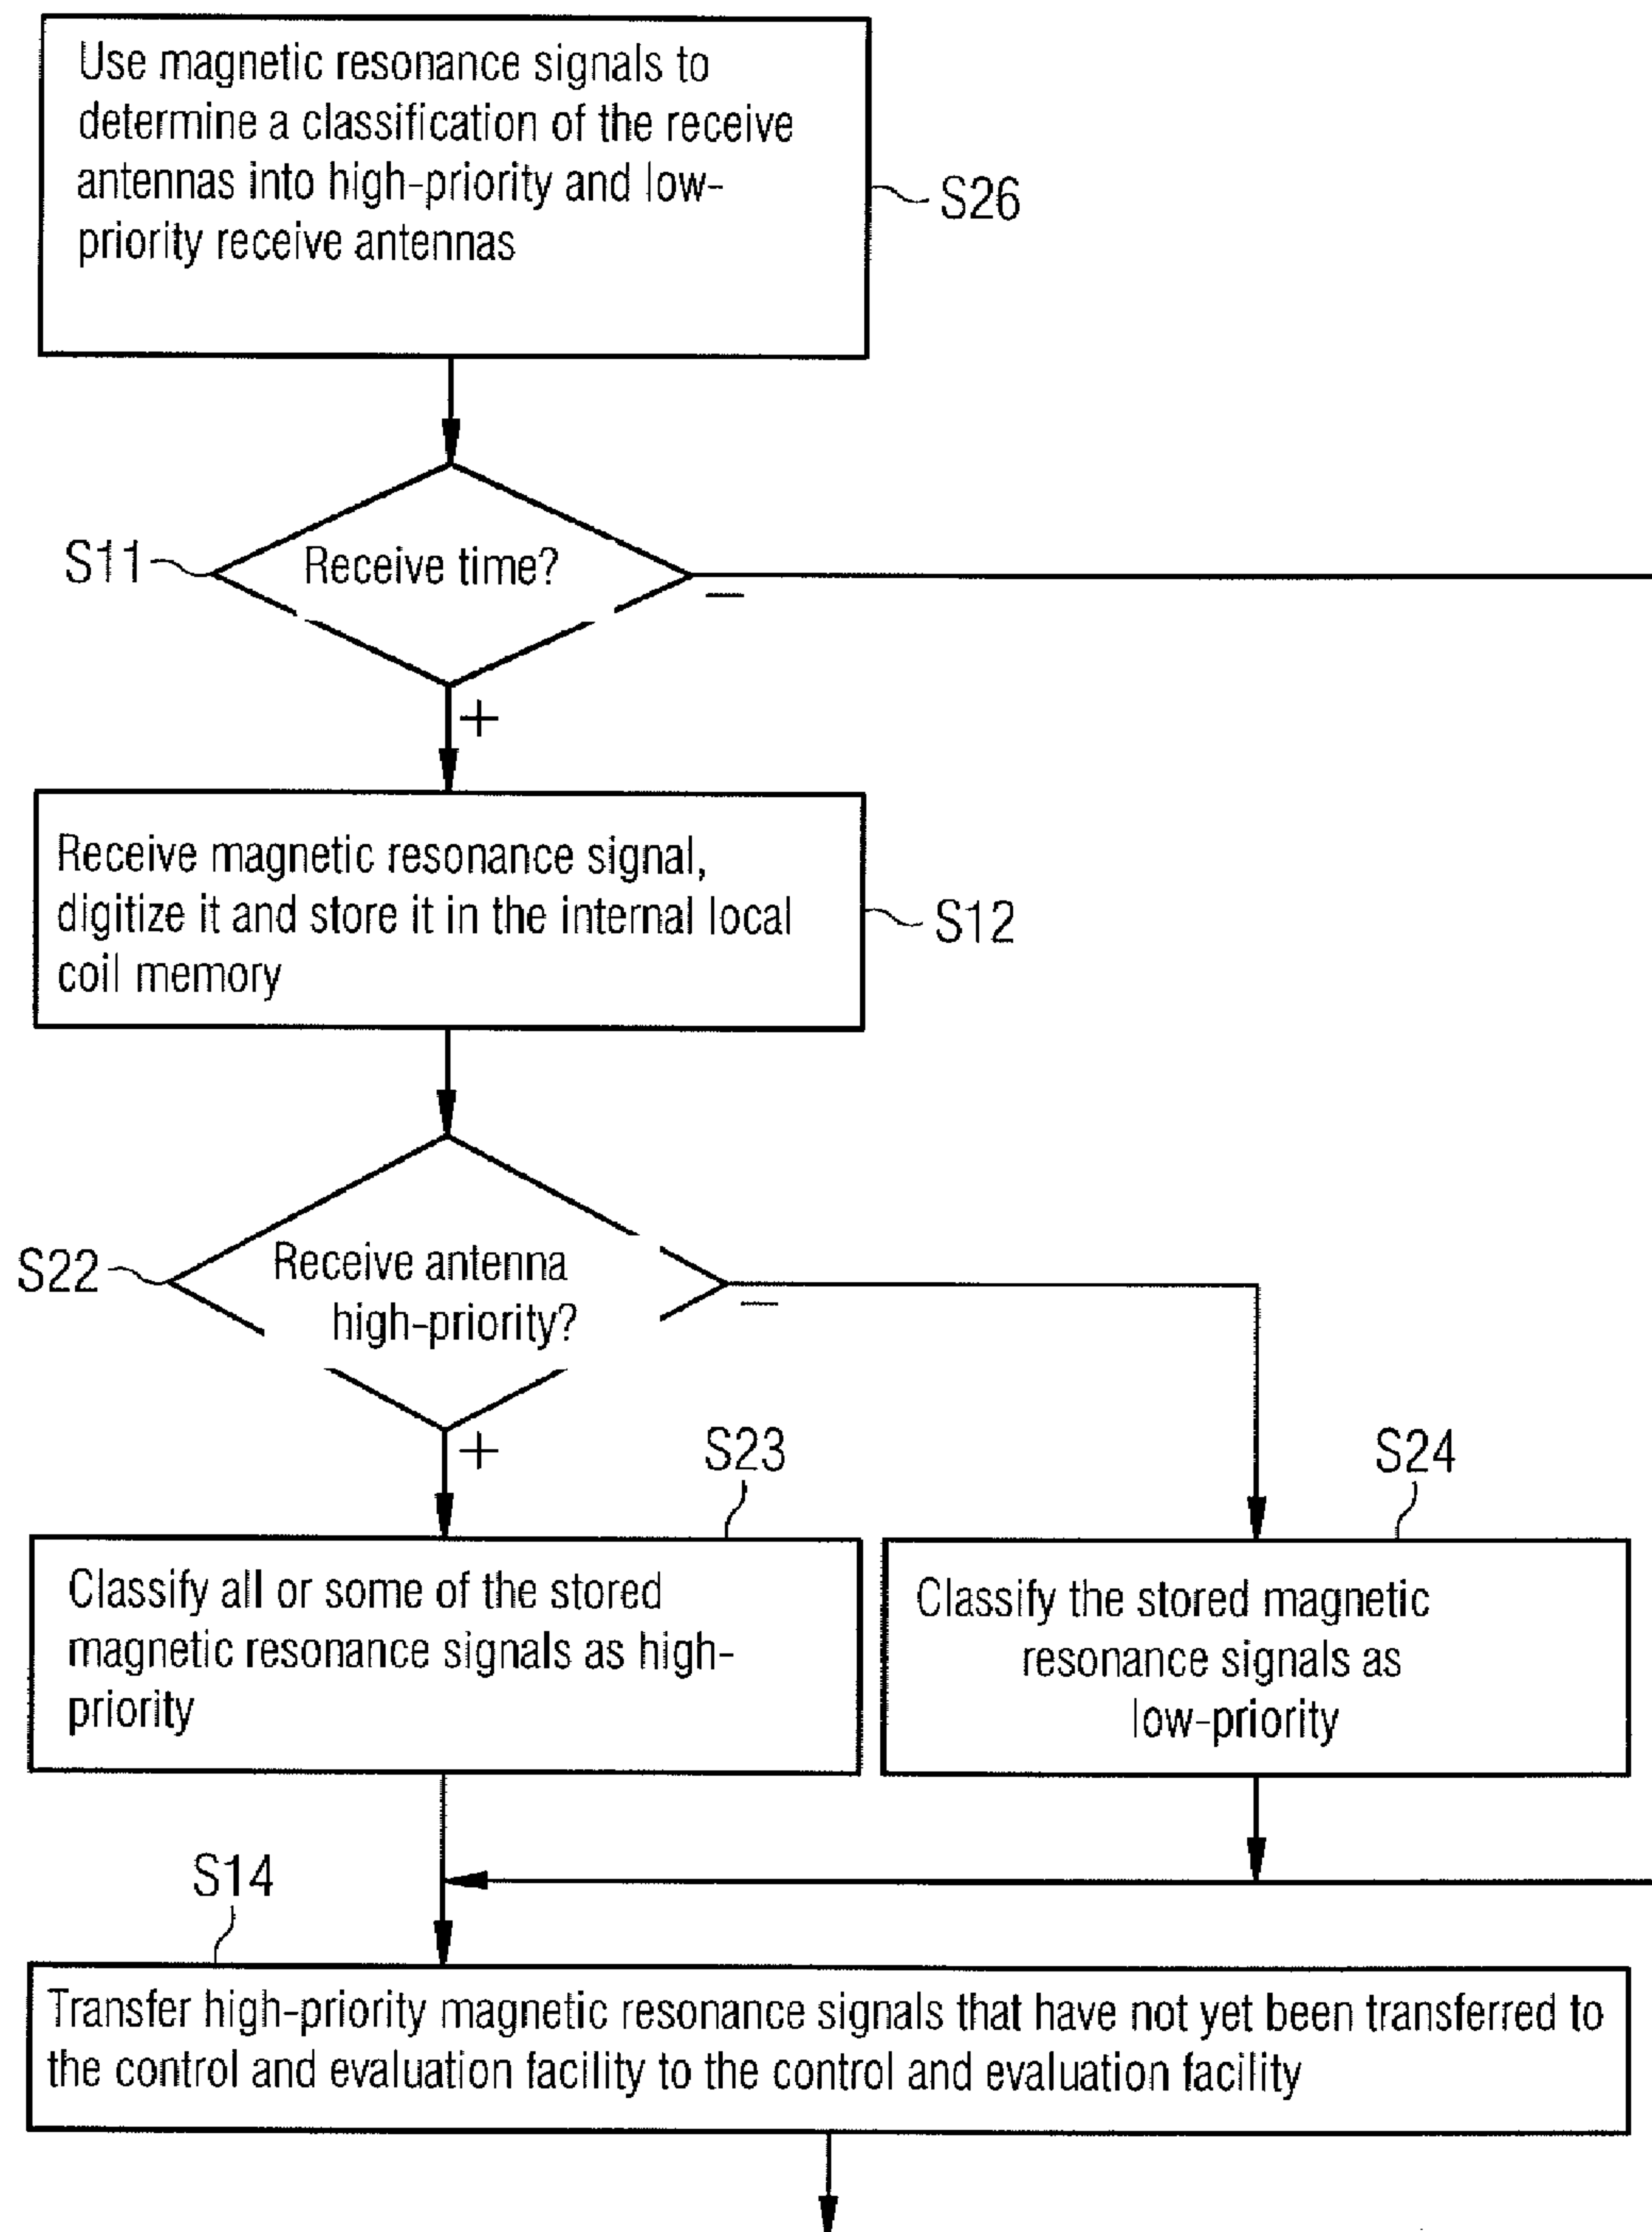 Use magnetic resonance signals to
determine a classification of the receive
antennas into high-priority and low-
priority receive antennas
S26
S11
Receive time?
–
+
Receive magnetic resonance signal,
digitize it and store it in the internal local
coil memory
S12
S22
Receive antenna
high-priority?
–
+
S23
S24
Classify all or some of the stored
magnetic resonance signals as high-
priority
Classify the stored magnetic
resonance signals as
low-priority
S14
Transfer high-priority magnetic resonance signals that have not yet been transferred to
the control and evaluation facility to the control and evaluation facility